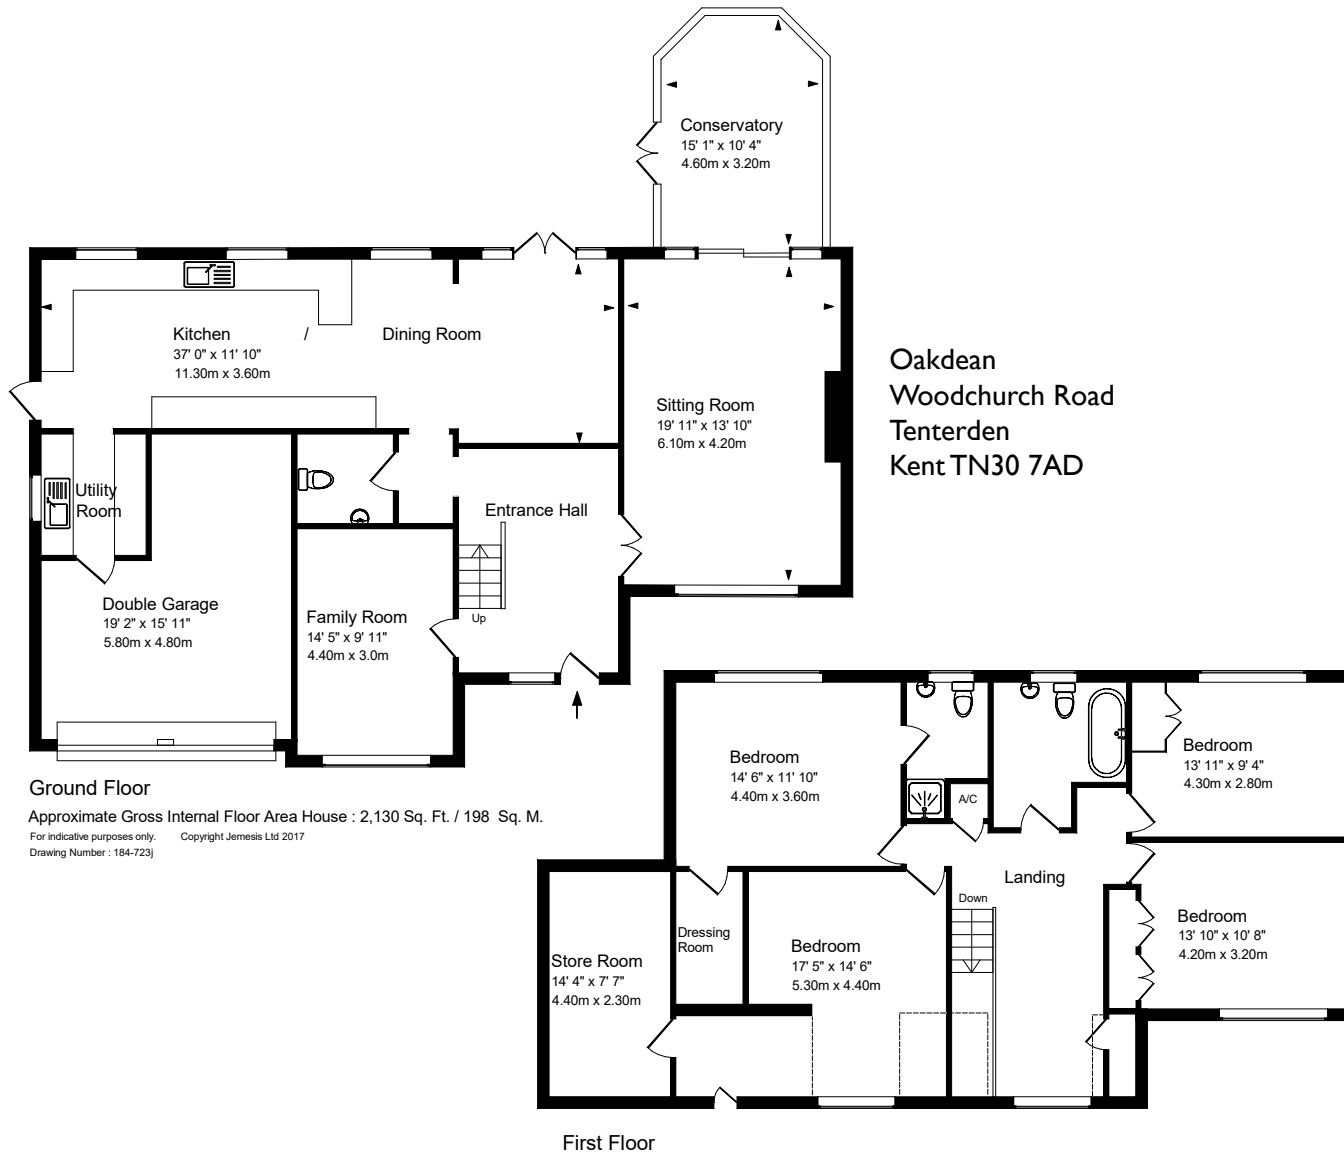 Conservatory
15' 1" x 10' 4"
4.60m x 3.20m
Kitchen / Dining Room
37' 0" x 11' 10"
11.30m x 3.60m
Sitting Room
19' 11" x 13' 10"
6.10m x 4.20m
Oakdean
Woodchurch Road
Tenterden
Kent TN30 7AD
Utility
Room
Entrance Hall
Double Garage
19' 2" x 15' 11"
5.80m x 4.80m
Family Room
14' 5" x 9' 11"
4.40m x 3.0m
Up
Ground Floor
Approximate Gross Internal Floor Area House : 2,130 Sq. Ft. / 198 Sq. M.
For indicative purposes only. Copyright Jemesis Ltd 2017
Drawing Number : 184-723j
Bedroom
14' 6" x 11' 10"
4.40m x 3.60m
A/C
Bedroom
13' 11" x 9' 4"
4.30m x 2.80m
Landing
Down
Bedroom
13' 10" x 10' 8"
4.20m x 3.20m
Dressing
Room
Bedroom
17' 5" x 14' 6"
5.30m x 4.40m
Store Room
14' 4" x 7' 7"
4.40m x 2.30m
First Floor